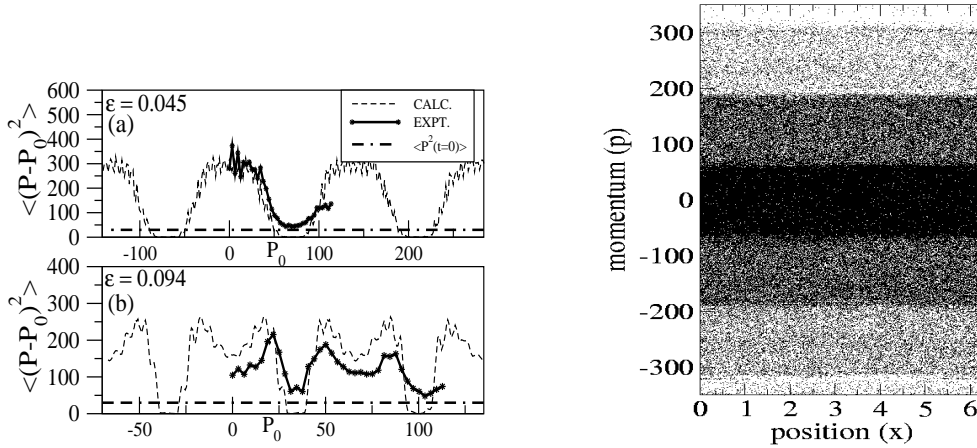 <(P-P₀)²>
600
500
400
300
200
100
0
ε = 0.045
(a)
CALC.
EXPT.
<P²(t=0)>
-100 0 100 200
P₀
<(P-P₀)²>
400
300
200
100
0
ε = 0.094
(b)
-50 0 50 100
P₀
momentum (p)
300
200
100
0
-100
-200
-300
0 1 2 3 4 5 6
position (x)